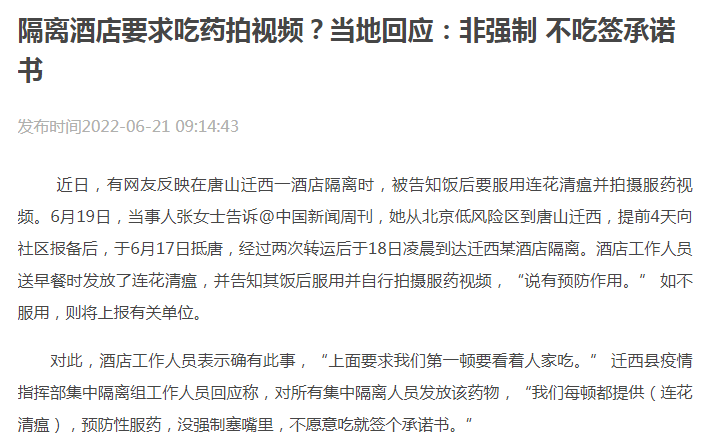 隔离酒店要求吃药拍视频？当地回应：非强制 不吃签承诺
书
发布时间2022-06-21 09:14:43
近日，有网友反映在唐山迁西一酒店隔离时，被告知饭后要服用连花清瘟并拍摄服药视
频。6月19日，当事人张女士告诉@中国新闻周刊，她从北京低风险区到唐山迁西，提前4天向
社区报备后，于6月17日抵唐，经过两次转运后于18日凌晨到达迁西某酒店隔离。酒店工作人员
送早餐时发放了连花清瘟，并告知其饭后服用并自行拍摄服药视频，“说有预防作用。” 如不
服用，则将上报有关单位。
对此，酒店工作人员表示确有此事，“上面要求我们第一顿要看着人家吃。” 迁西县疫情
指挥部集中隔离组工作人员回应称，对所有集中隔离人员发放该药物，“我们每顿都提供（连花
清瘟），预防性服药，没强制塞嘴里，不愿意吃就签个承诺书。”